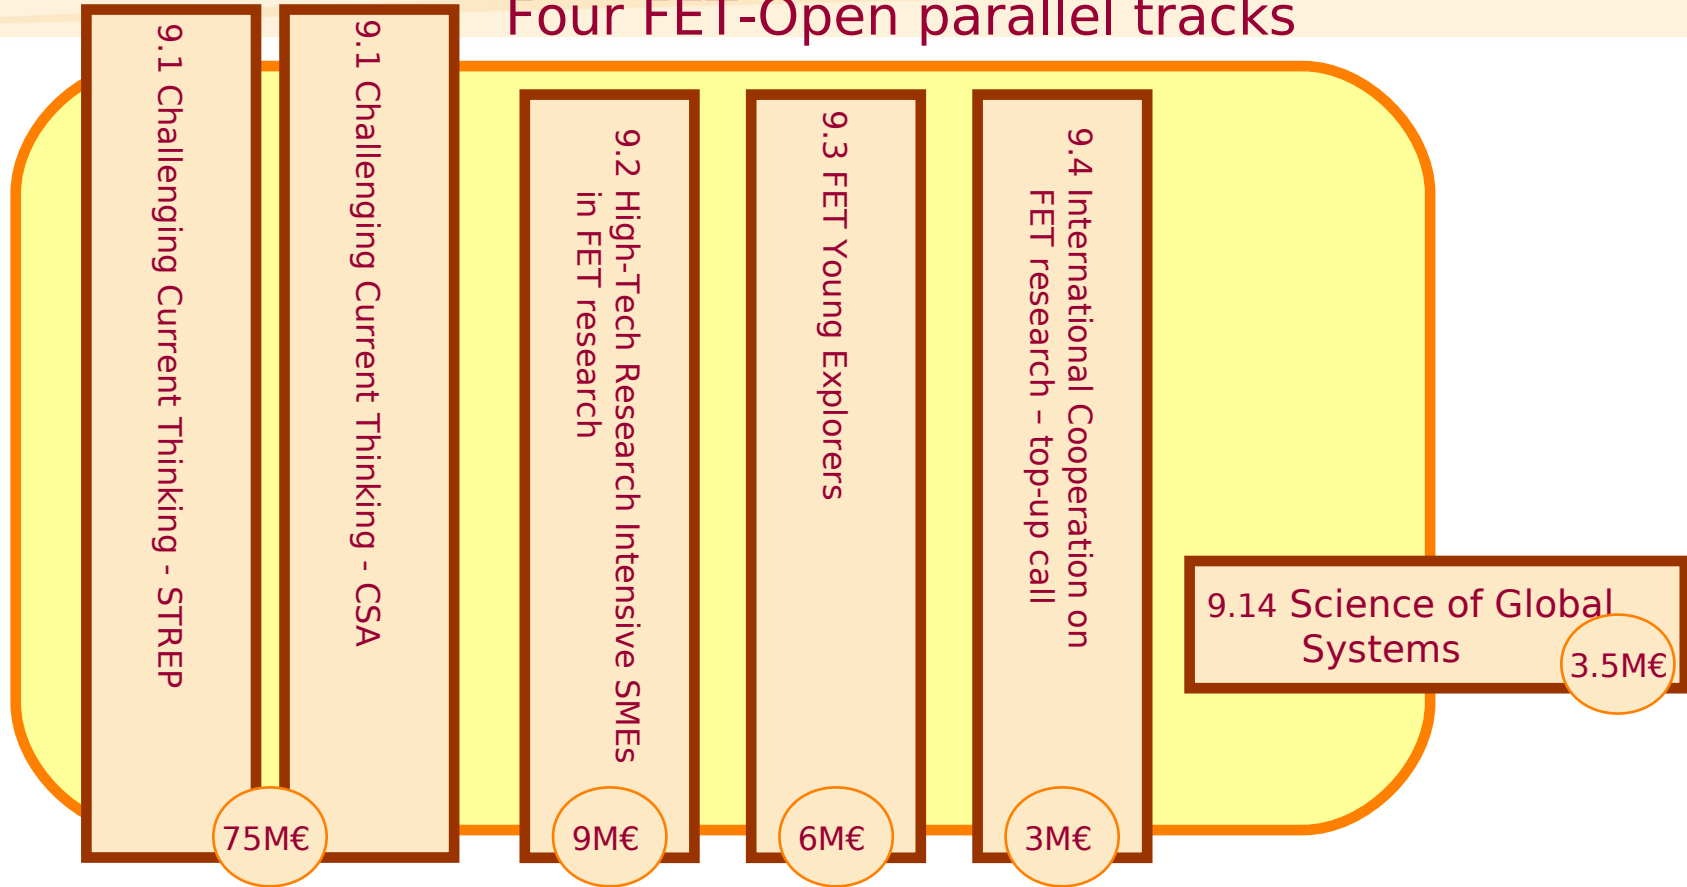 Four FET-Open parallel tracks
9.1 Challenging Current Thinking - STREP
9.1 Challenging Current Thinking - CSA
75M€
9.2 High-Tech Research Intensive SMEs
in FET research
9M€
9.3 FET Young Explorers
6M€
9.4 International Cooperation on
FET research – top-up call
3M€
9.14 Science of Global
Systems
3.5M€